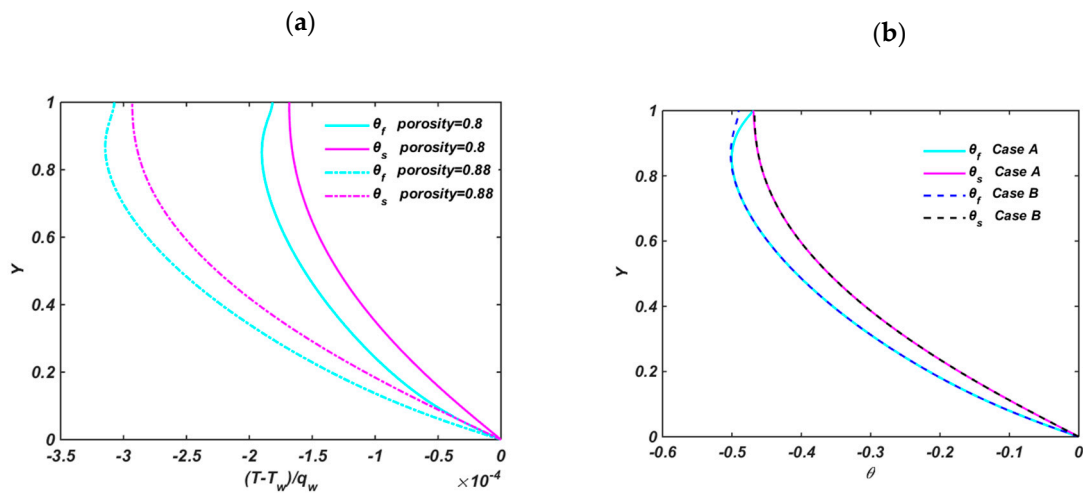 (a)
1
0.8
0.6
0.4
0.2
0
Y
θf porosity=0.8
θs porosity=0.8
θf porosity=0.88
θs porosity=0.88
-3.5 -3 -2.5 -2 -1.5 -1 -0.5 0
(T-Tw)/qw ×10-4
(b)
1
0.8
0.6
0.4
0.2
0
Y
θf Case A
θs Case A
θf Case B
θs Case B
-0.6 -0.5 -0.4 -0.3 -0.2 -0.1 0
θ